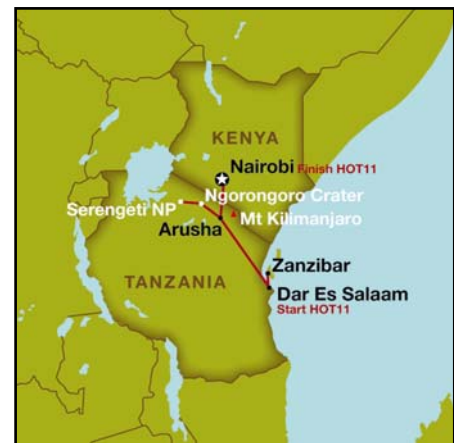 KENYA
Nairobi Finish HOT11
Ngorongoro Crater
Serengeti NP
Mt Kilimanjaro
Arusha
Zanzibar
TANZANIA
Dar Es Salaam
Start HOT11